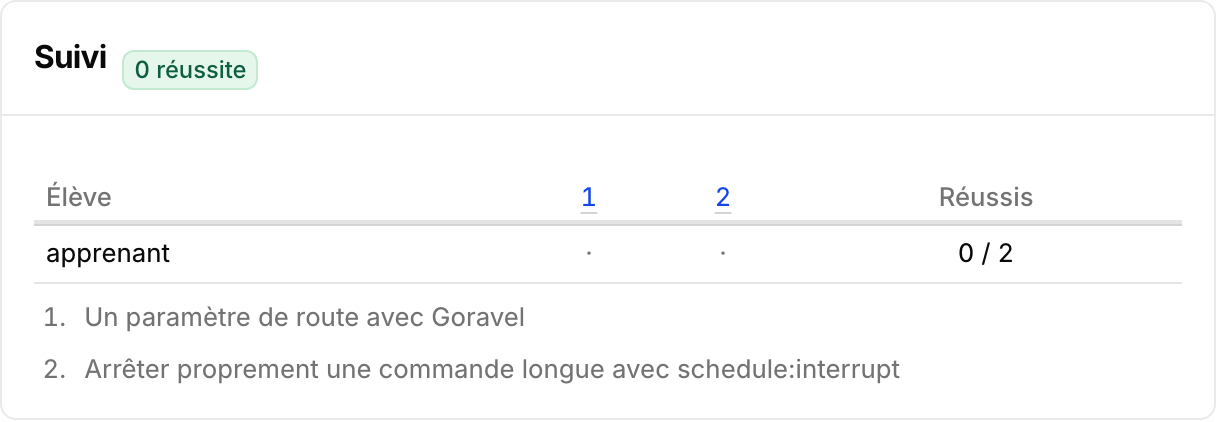 Suivi 0 réussite
Élève 1 2 Réussis
apprenant · · 0 / 2
1. Un paramètre de route avec Goravel
2. Arrêter proprement une commande longue avec schedule:interrupt